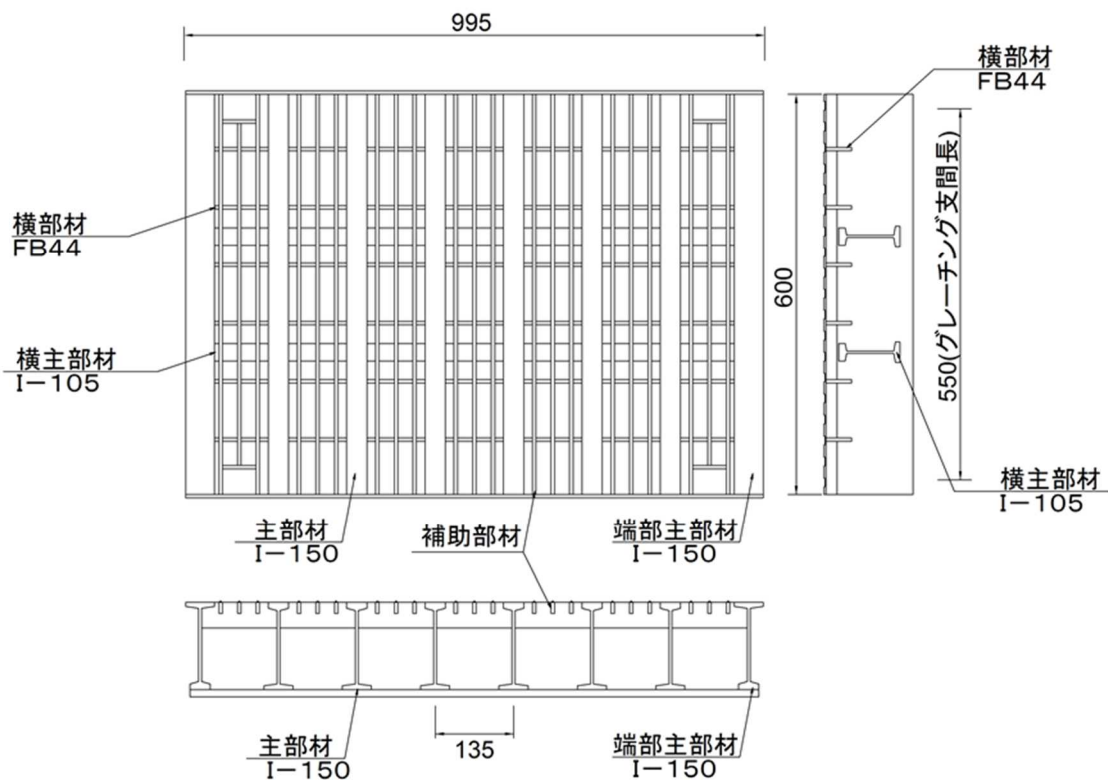 995
横部材
FB44
横部材
FB44
横主部材
I-105
600
550(グレーチング支間長)
横主部材
I-105
主部材
I-150
補助部材
端部主部材
I-150
主部材
I-150
135
端部主部材
I-150